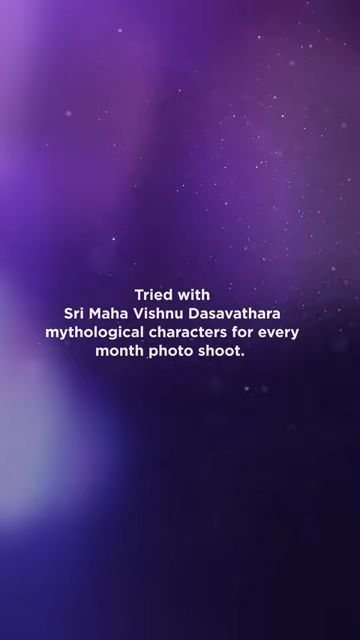 Tried with
Sri Maha Vishnu Dasavathara
mythological characters for every
month photo shoot.